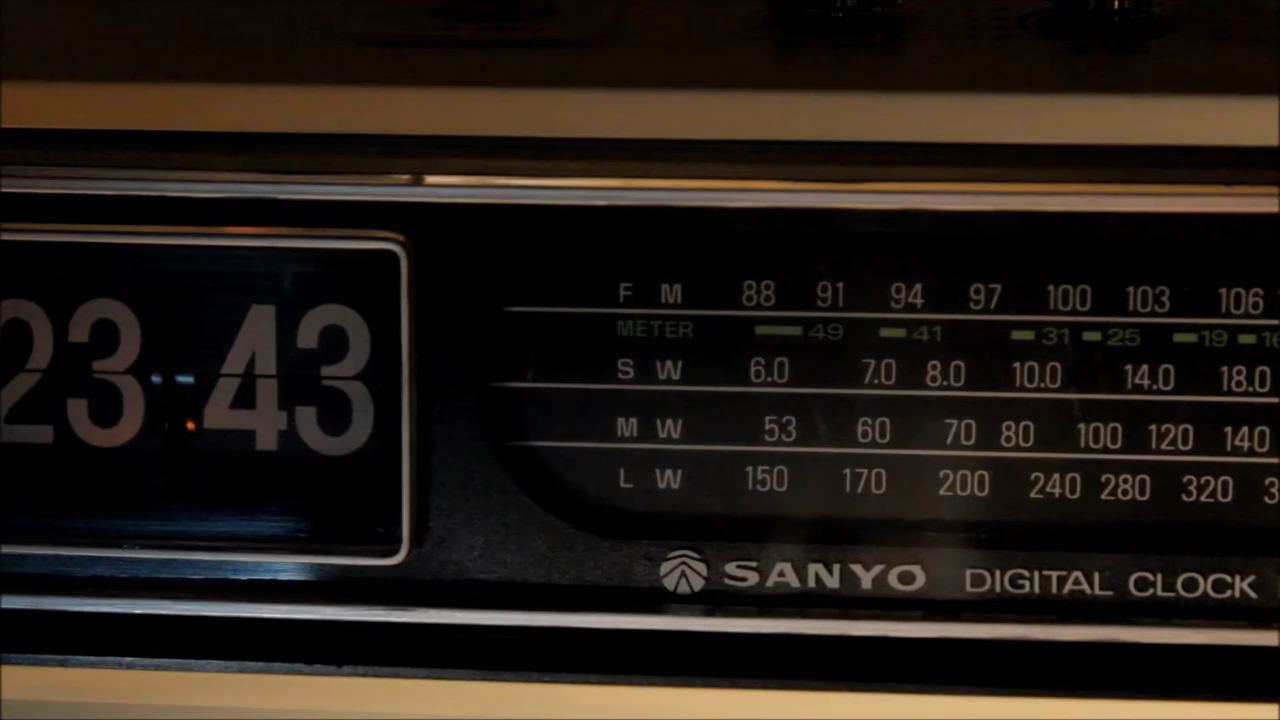 23 43
F M 88 91 94 97 100 103 106
METER 49 41 31 25 19 16
S W 6.0 7.0 8.0 10.0 14.0 18.0
M W 53 60 70 80 100 120 140
L W 150 170 200 240 280 320
SANYO DIGITAL CLOCK